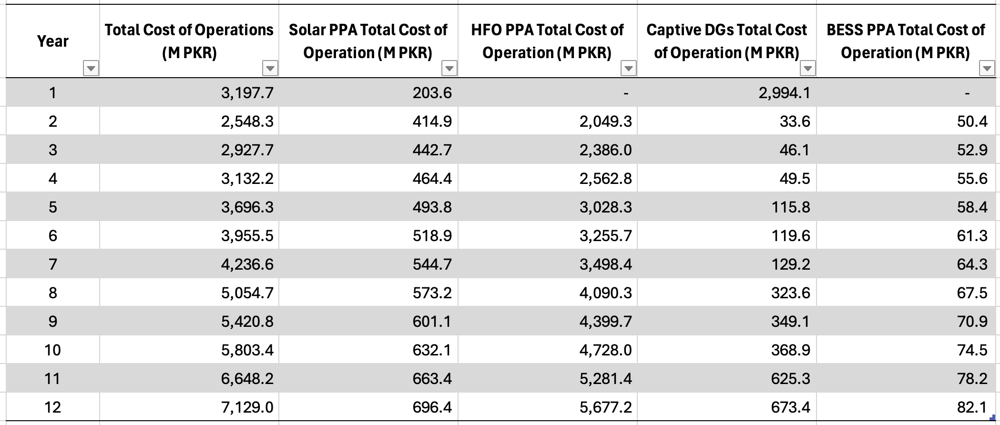 Year Total Cost of Operations (M PKR) Solar PPA Total Cost of Operation (M PKR) HFO PPA Total Cost of Operation (M PKR) Captive DGs Total Cost of Operation (M PKR) BESS PPA Total Cost of Operation (M PKR)
1 3,197.7 203.6 - 2,994.1 -
2 2,548.3 414.9 2,049.3 33.6 50.4
3 2,927.7 442.7 2,386.0 46.1 52.9
4 3,132.2 464.4 2,562.8 49.5 55.6
5 3,696.3 493.8 3,028.3 115.8 58.4
6 3,955.5 518.9 3,255.7 119.6 61.3
7 4,236.6 544.7 3,498.4 129.2 64.3
8 5,054.7 573.2 4,090.3 323.6 67.5
9 5,420.8 601.1 4,399.7 349.1 70.9
10 5,803.4 632.1 4,728.0 368.9 74.5
11 6,648.2 663.4 5,281.4 625.3 78.2
12 7,129.0 696.4 5,677.2 673.4 82.1